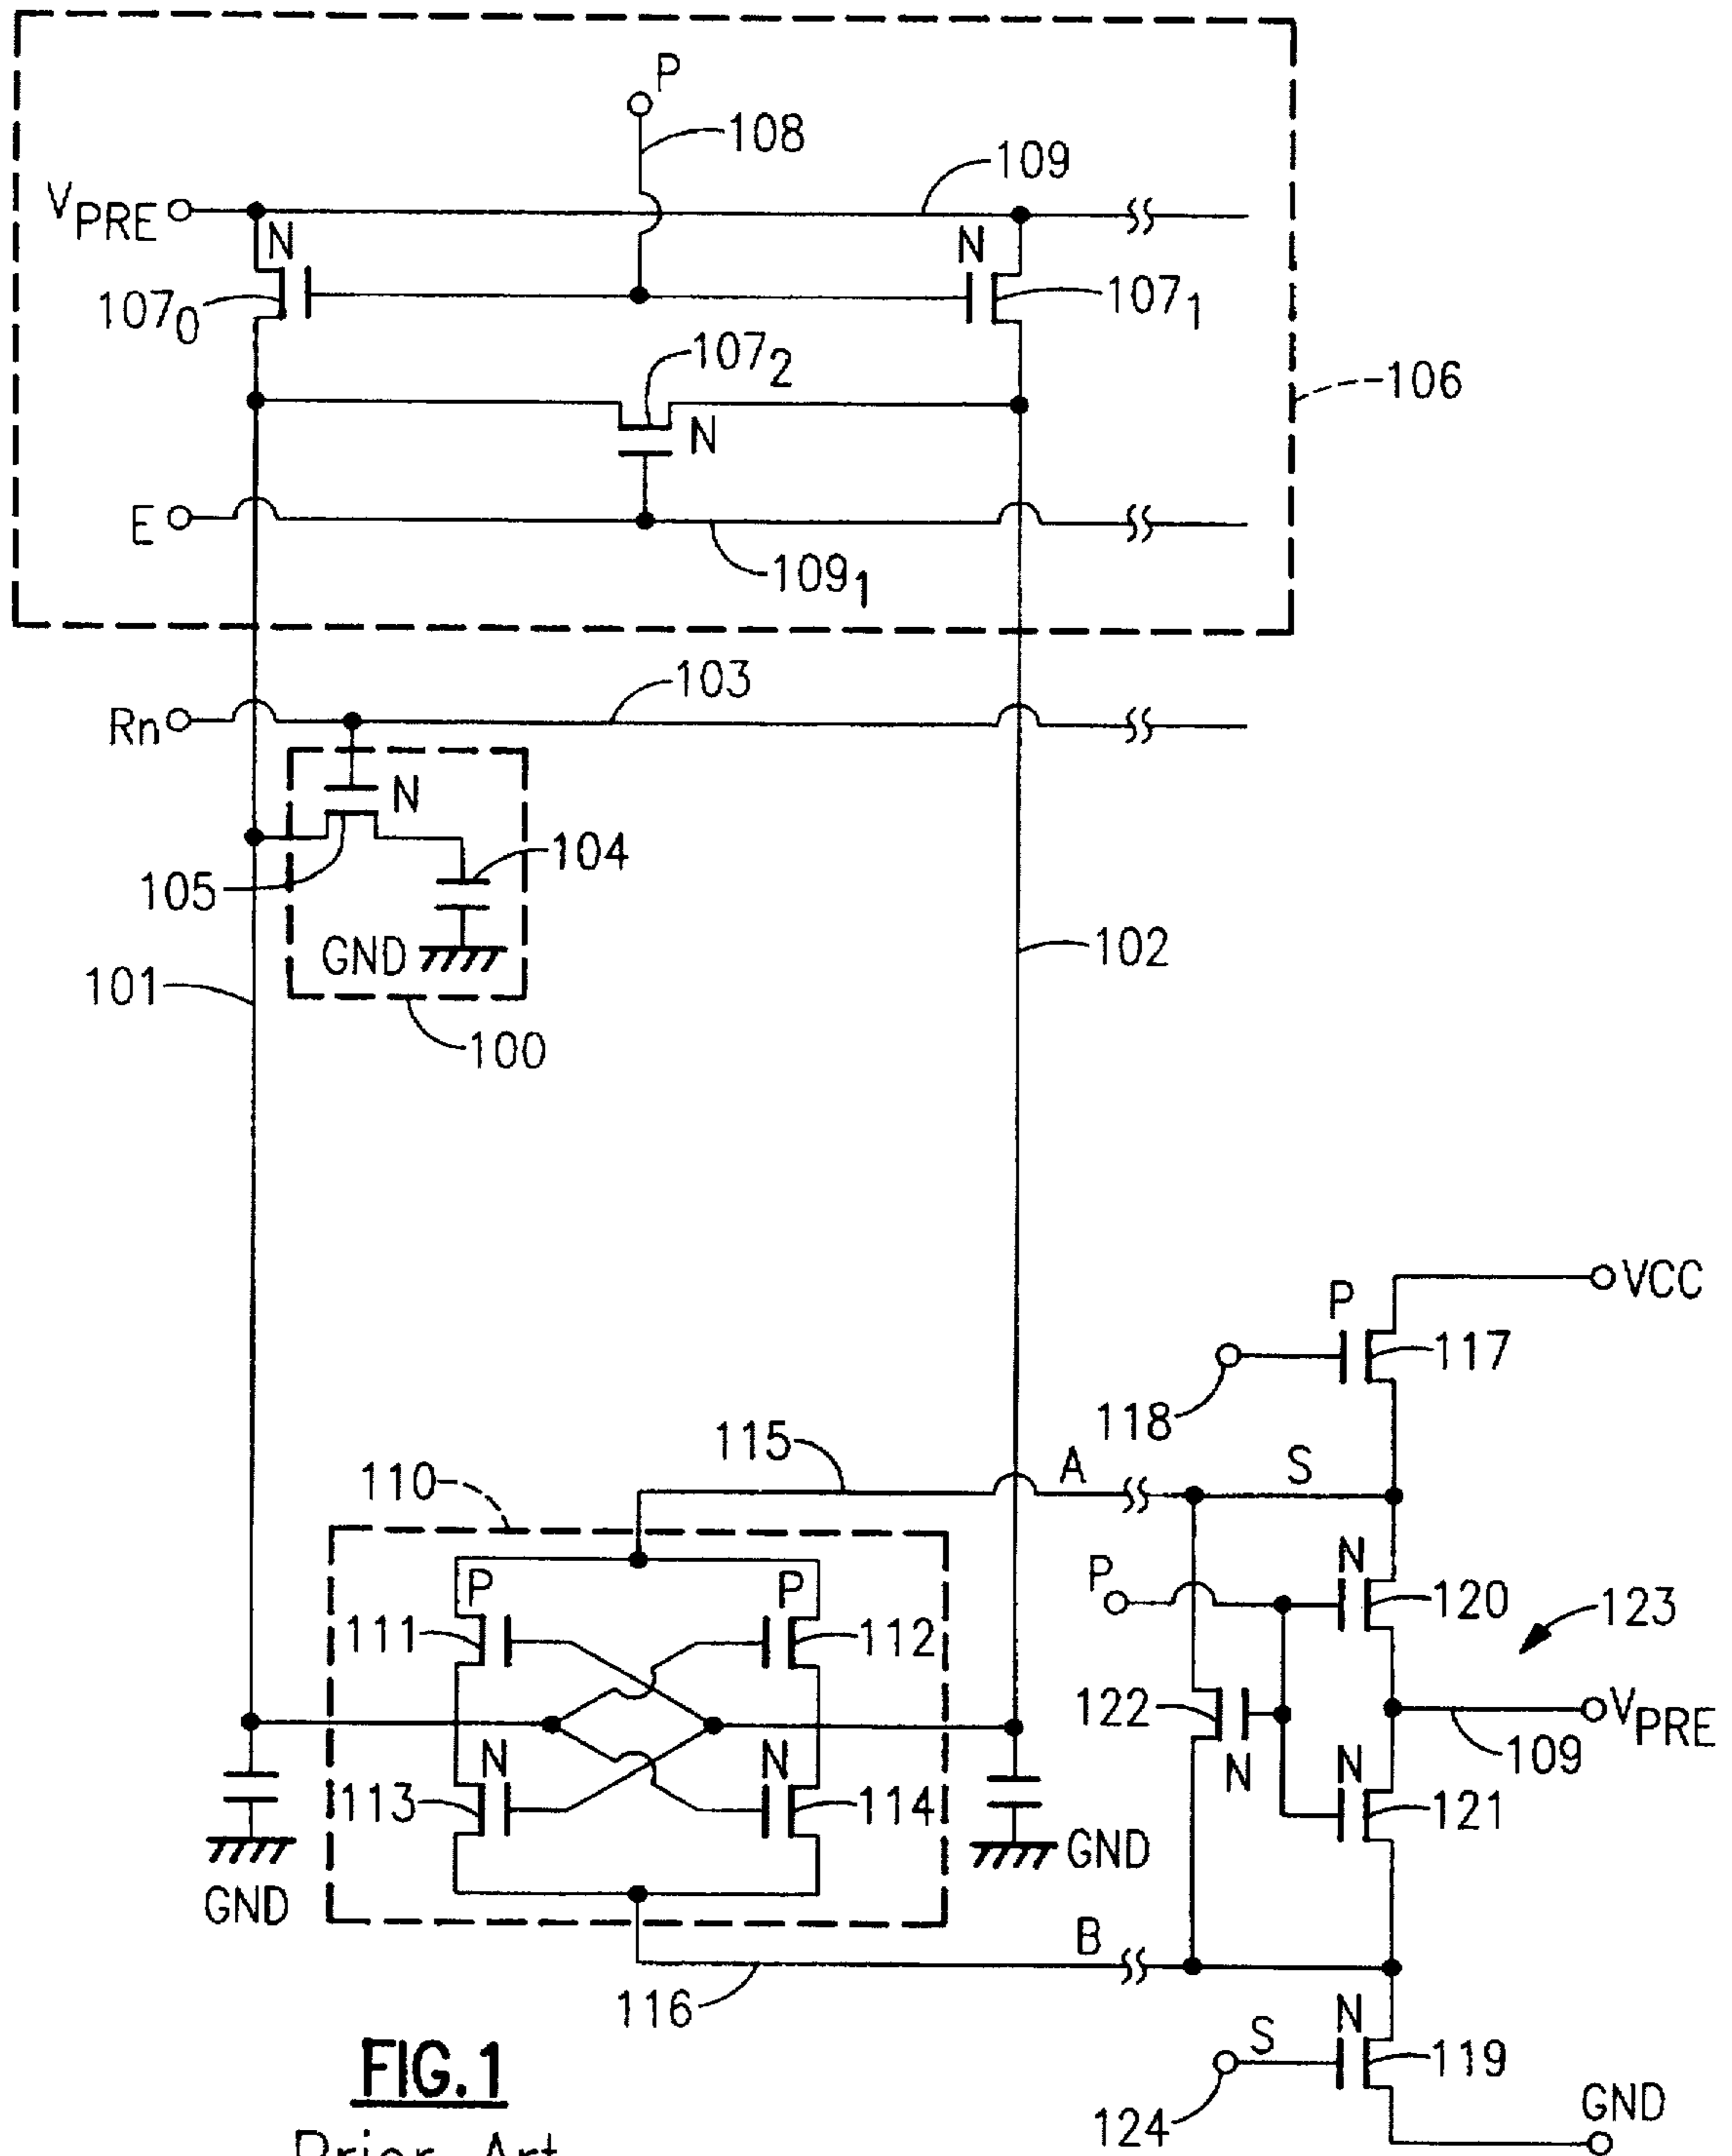 P
108
109
VPRE
N
N
107₀
107₁
107₂
106
N
E
109₁
103
Rn
N
104
105
GND
102
101
100
VCC
P
117
118
115
A
S
110
N
P
P
P
120
123
111
112
122
VPRE
109
N
N
N
N
113
114
121
GND
GND
B
116
N
S
119
FIG.1
GND
124
Prior Art